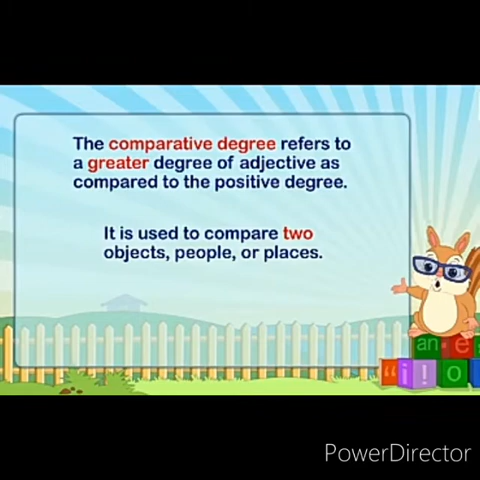 The comparative degree refers to
a greater degree of adjective as
compared to the positive degree.
It is used to compare two
objects, people, or places.
an e
“ i ! o
PowerDirector